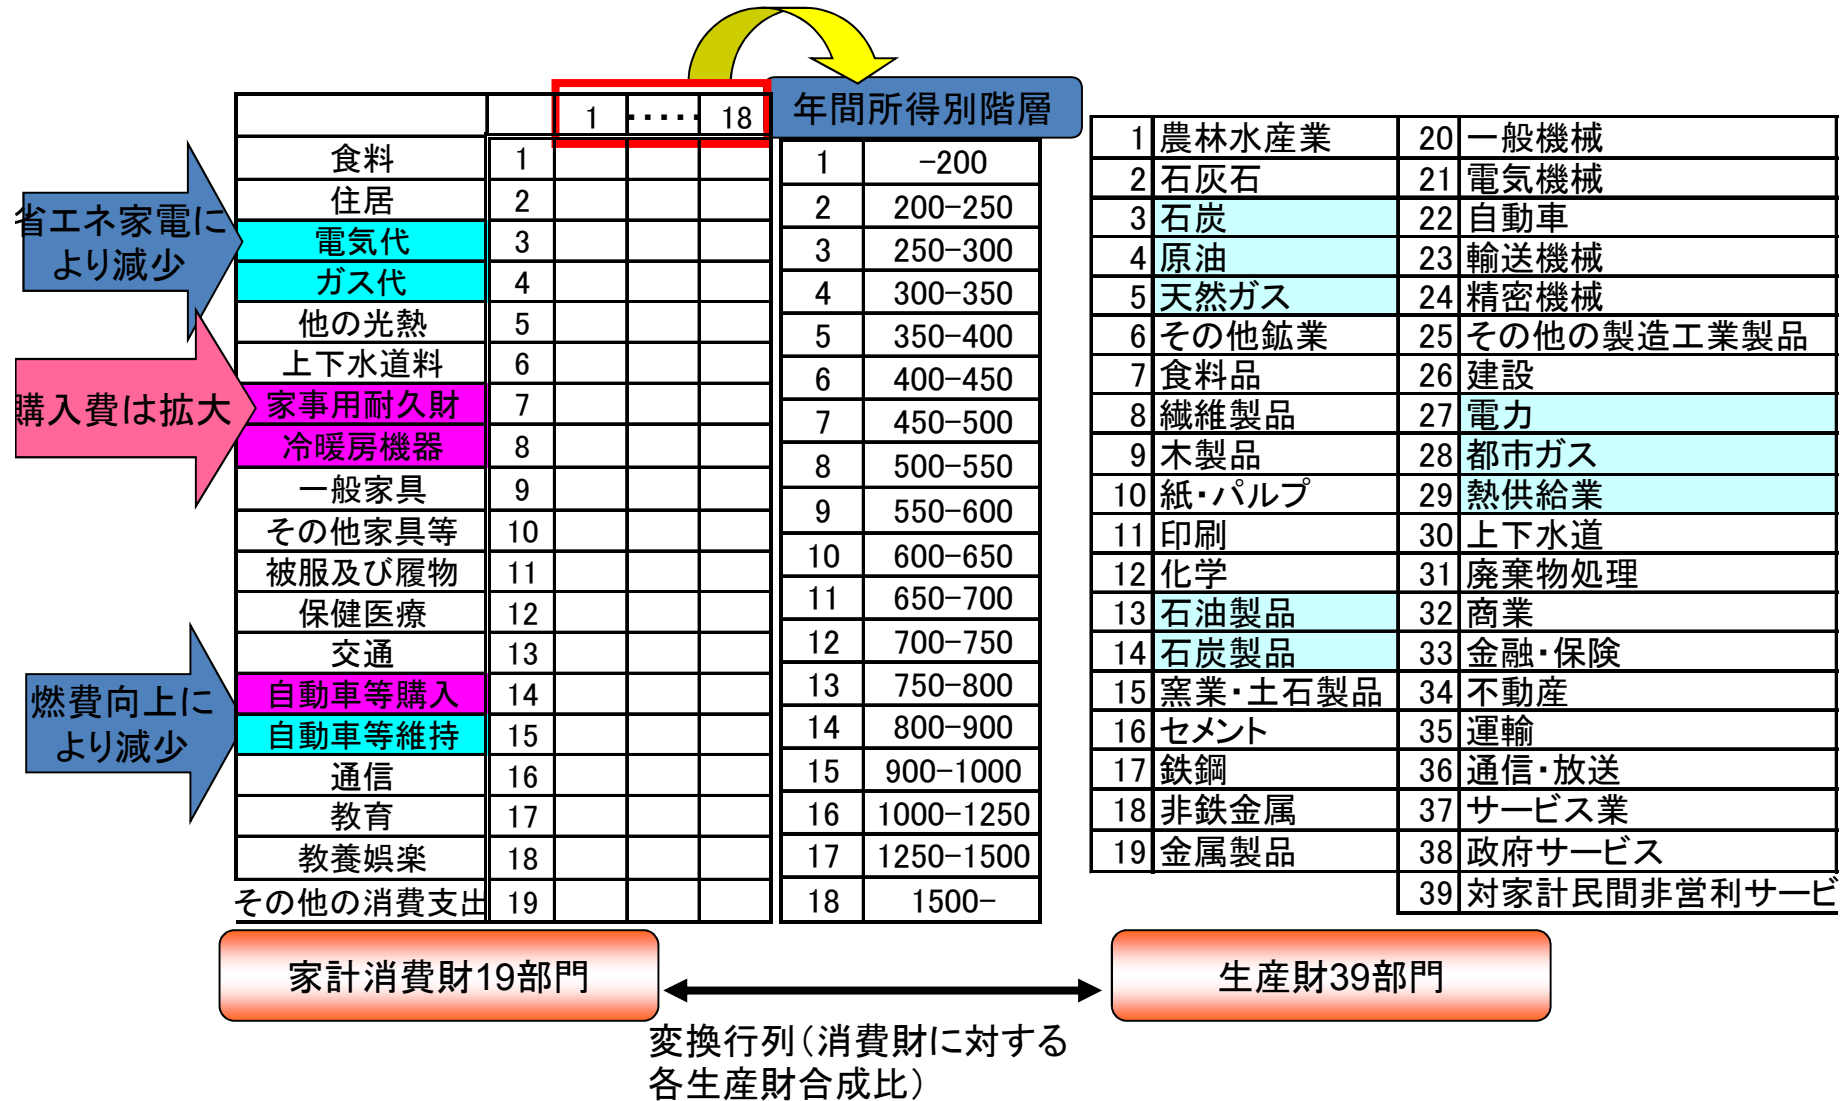 1 ‥‥・ 18
年間所得別階層
省エネ家電に
より減少
購入費は拡大
燃費向上に
より減少
食料 1
住居 2
電気代 3
ガス代 4
他の光熱 5
上下水道料 6
家事用耐久財 7
冷暖房機器 8
一般家具 9
その他家具等 10
被服及び履物 11
保健医療 12
交通 13
自動車等購入 14
自動車等維持 15
通信 16
教育 17
教養娯楽 18
その他の消費支出 19
1 -200
2 200-250
3 250-300
4 300-350
5 350-400
6 400-450
7 450-500
8 500-550
9 550-600
10 600-650
11 650-700
12 700-750
13 750-800
14 800-900
15 900-1000
16 1000-1250
17 1250-1500
18 1500-
1 農林水産業 20 一般機械
2 石灰石 21 電気機械
3 石炭 22 自動車
4 原油 23 輸送機械
5 天然ガス 24 精密機械
6 その他鉱業 25 その他の製造工業製品
7 食料品 26 建設
8 繊維製品 27 電力
9 木製品 28 都市ガス
10 紙・パルプ 29 熱供給業
11 印刷 30 上下水道
12 化学 31 廃棄物処理
13 石油製品 32 商業
14 石炭製品 33 金融・保険
15 窯業・土石製品 34 不動産
16 セメント 35 運輸
17 鉄鋼 36 通信・放送
18 非鉄金属 37 サービス業
19 金属製品 38 政府サービス
39 対家計民間非営利サービ
家計消費財19部門
生産財39部門
変換行列（消費財に対する
各生産財合成比）